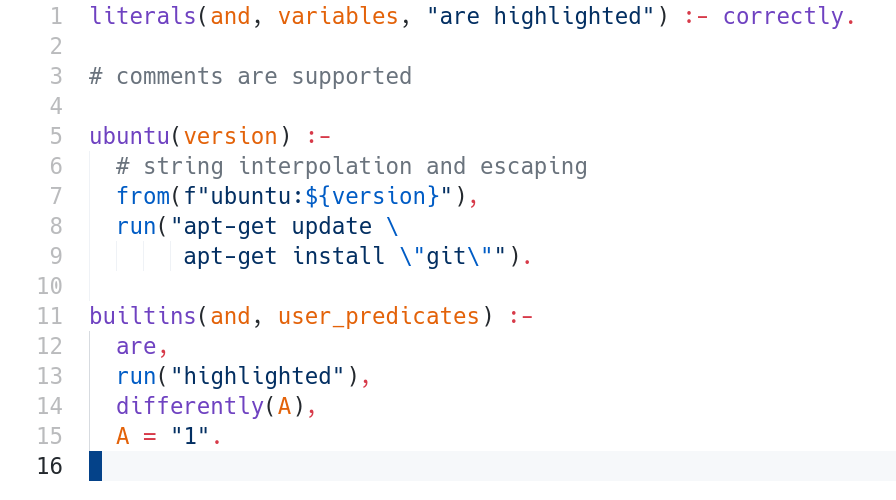 1 literals(and, variables, "are highlighted") :- correctly.
2
3 # comments are supported
4
5 ubuntu(version) :-
6   # string interpolation and escaping
7   from(f"ubuntu:${version}"),
8   run("apt-get update \
9        apt-get install \"git\"").
10
11 builtins(and, user_predicates) :-
12   are,
13   run("highlighted"),
14   differently(A),
15   A = "1".
16